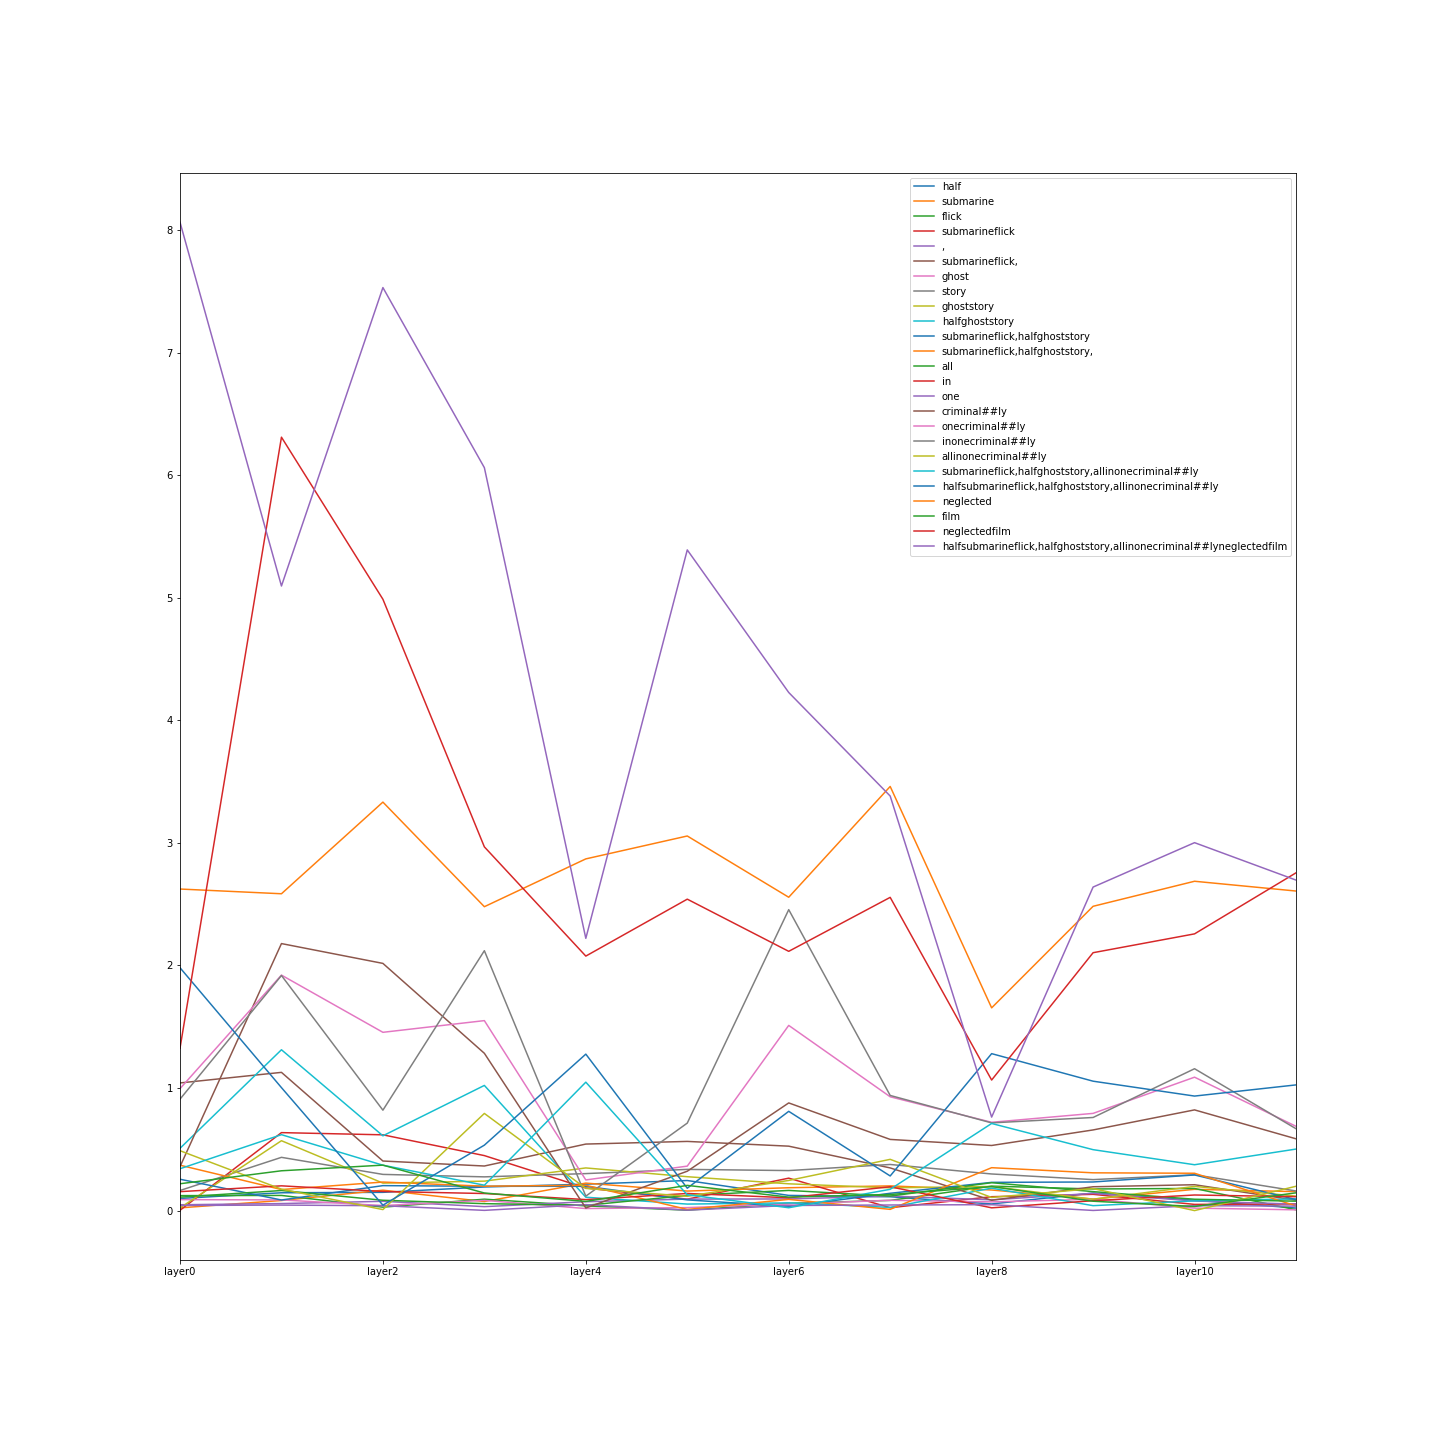 half
submarine
flick
submarineflick
,
submarineflick,
ghost
story
ghoststory
halfghoststory
submarineflick,halfghoststory
submarineflick,halfghoststory,
all
in
one
criminal##ly
onecriminal##ly
inonecriminal##ly
allinonecriminal##ly
submarineflick,halfghoststory,allinonecriminal##ly
halfsubmarineflick,halfghoststory,allinonecriminal##ly
neglected
film
neglectedfilm
halfsubmarineflick,halfghoststory,allinonecriminal##lyneglectedfilm
8
7
6
5
4
3
2
1
0
layer0 layer2 layer4 layer6 layer8 layer10